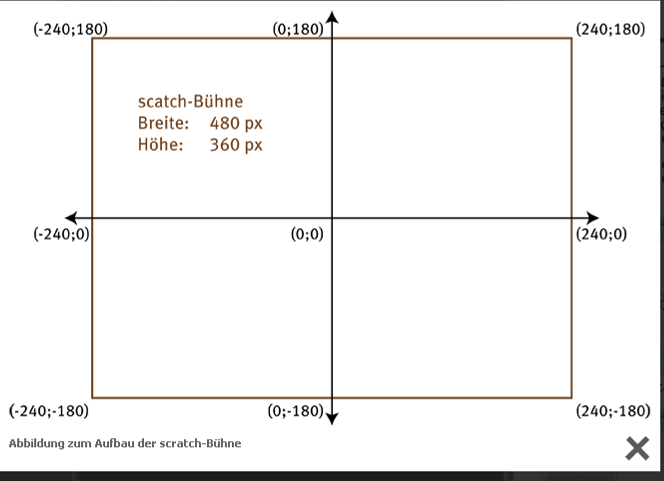 (-240;180) (0;180) (240;180)
scatch-Bühne
Breite: 480 px
Höhe: 360 px
(-240;0) (0;0) (240;0)
(-240;-180) (0;-180) (240;-180)
Abbildung zum Aufbau der scratch-Bühne